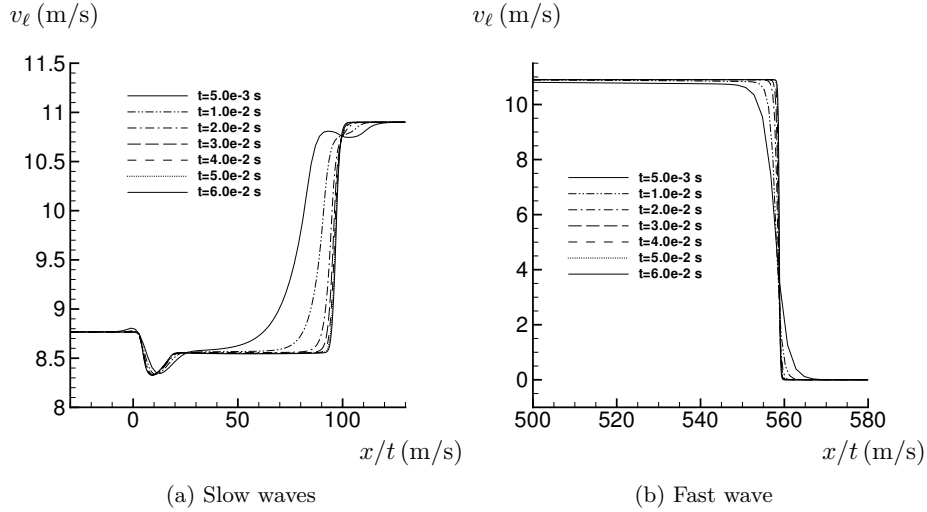 v_ℓ (m/s)
11.5
11
10.5
10
9.5
9
8.5
8
0
50
100
t=5.0e-3 s
t=1.0e-2 s
t=2.0e-2 s
t=3.0e-2 s
t=4.0e-2 s
t=5.0e-2 s
t=6.0e-2 s
x/t (m/s)
(a) Slow waves
v_ℓ (m/s)
10
8
6
4
2
0
500
520
540
560
580
t=5.0e-3 s
t=1.0e-2 s
t=2.0e-2 s
t=3.0e-2 s
t=4.0e-2 s
t=5.0e-2 s
t=6.0e-2 s
x/t (m/s)
(b) Fast wave